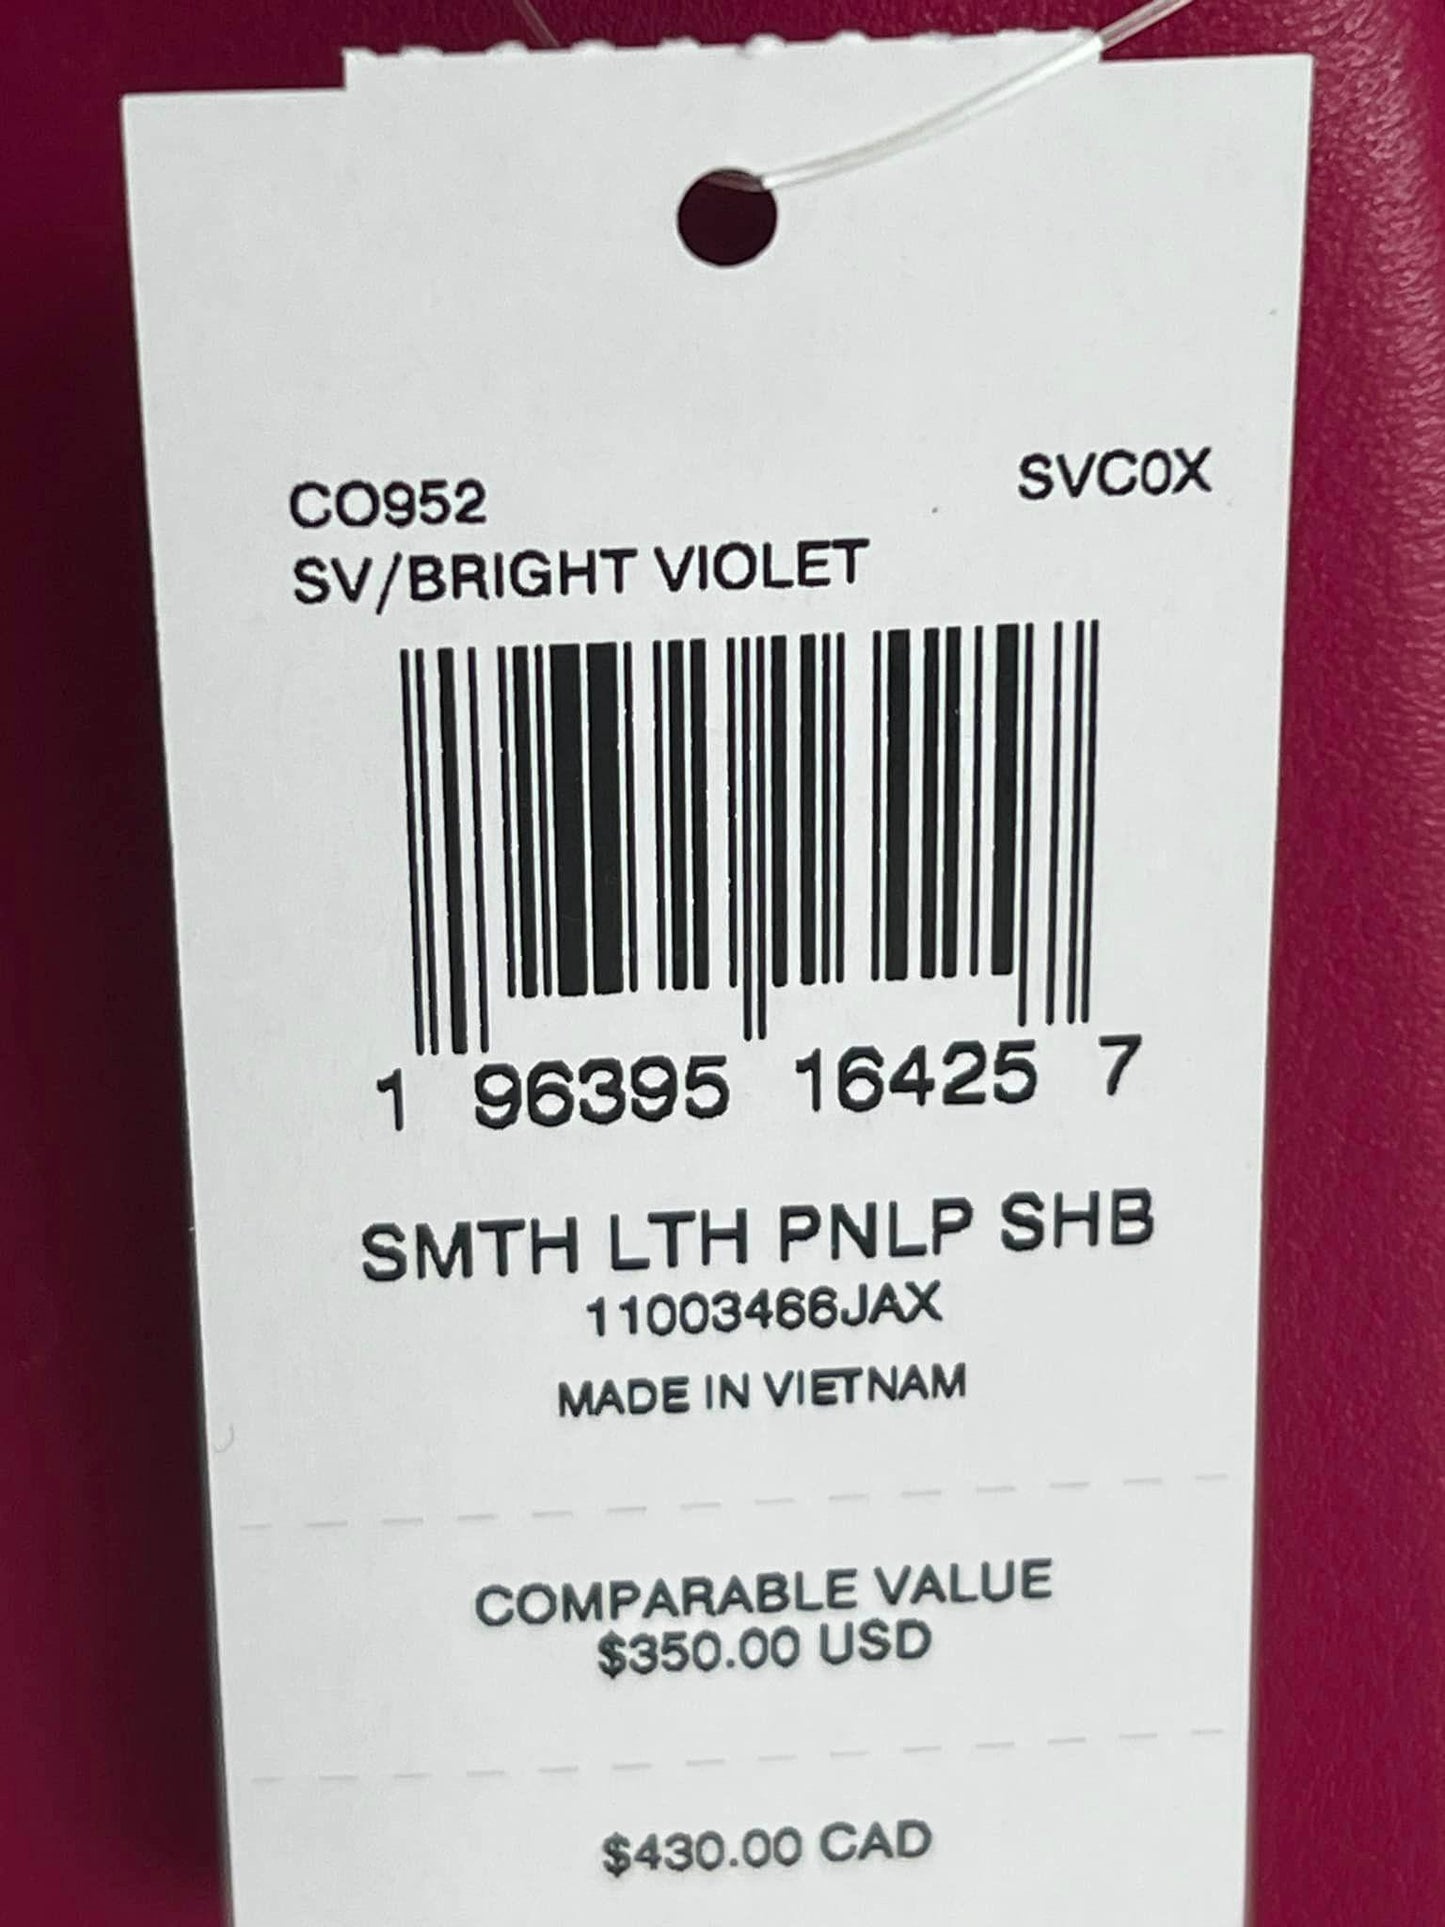 CO952 SVC0X
SV/BRIGHT VIOLET
1 96395 16425 7
SMTH LTH PNLP SHB
11003466JAX
MADE IN VIETNAM
COMPARABLE VALUE
$350.00 USD
$430.00 CAD